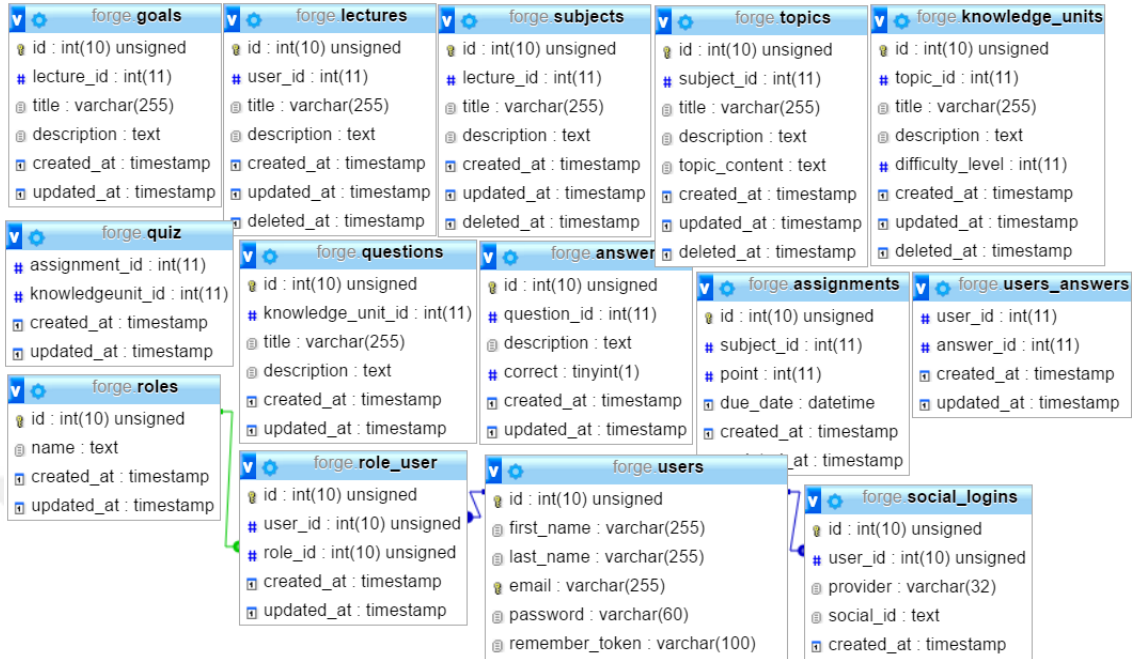 forge.goals
id : int(10) unsigned
lecture_id : int(11)
title : varchar(255)
description : text
created_at : timestamp
updated_at : timestamp
forge.lectures
id : int(10) unsigned
user_id : int(11)
title : varchar(255)
description : text
created_at : timestamp
updated_at : timestamp
deleted_at : timestamp
forge.subjects
id : int(10) unsigned
lecture_id : int(11)
title : varchar(255)
description : text
created_at : timestamp
updated_at : timestamp
deleted_at : timestamp
forge.topics
id : int(10) unsigned
subject_id : int(11)
title : varchar(255)
description : text
topic_content : text
created_at : timestamp
updated_at : timestamp
deleted_at : timestamp
forge.knowledge_units
id : int(10) unsigned
topic_id : int(11)
title : varchar(255)
description : text
difficulty_level : int(11)
created_at : timestamp
updated_at : timestamp
deleted_at : timestamp
forge.quiz
assignment_id : int(11)
knowledgeunit_id : int(11)
created_at : timestamp
updated_at : timestamp
forge.questions
id : int(10) unsigned
knowledge_unit_id : int(11)
title : varchar(255)
description : text
created_at : timestamp
updated_at : timestamp
forge.answer
id : int(10) unsigned
question_id : int(11)
description : text
correct : tinyint(1)
created_at : timestamp
updated_at : timestamp
forge.assignments
id : int(10) unsigned
subject_id : int(11)
point : int(11)
due_date : datetime
created_at : timestamp
: timestamp
forge.users_answers
user_id : int(11)
answer_id : int(11)
created_at : timestamp
updated_at : timestamp
forge.roles
id : int(10) unsigned
name : text
created_at : timestamp
updated_at : timestamp
forge.role_user
id : int(10) unsigned
user_id : int(10) unsigned
role_id : int(10) unsigned
created_at : timestamp
updated_at : timestamp
forge.users
id : int(10) unsigned
first_name : varchar(255)
last_name : varchar(255)
email : varchar(255)
password : varchar(60)
remember_token : varchar(100)
forge.social_logins
id : int(10) unsigned
user_id : int(10) unsigned
provider : varchar(32)
social_id : text
created_at : timestamp